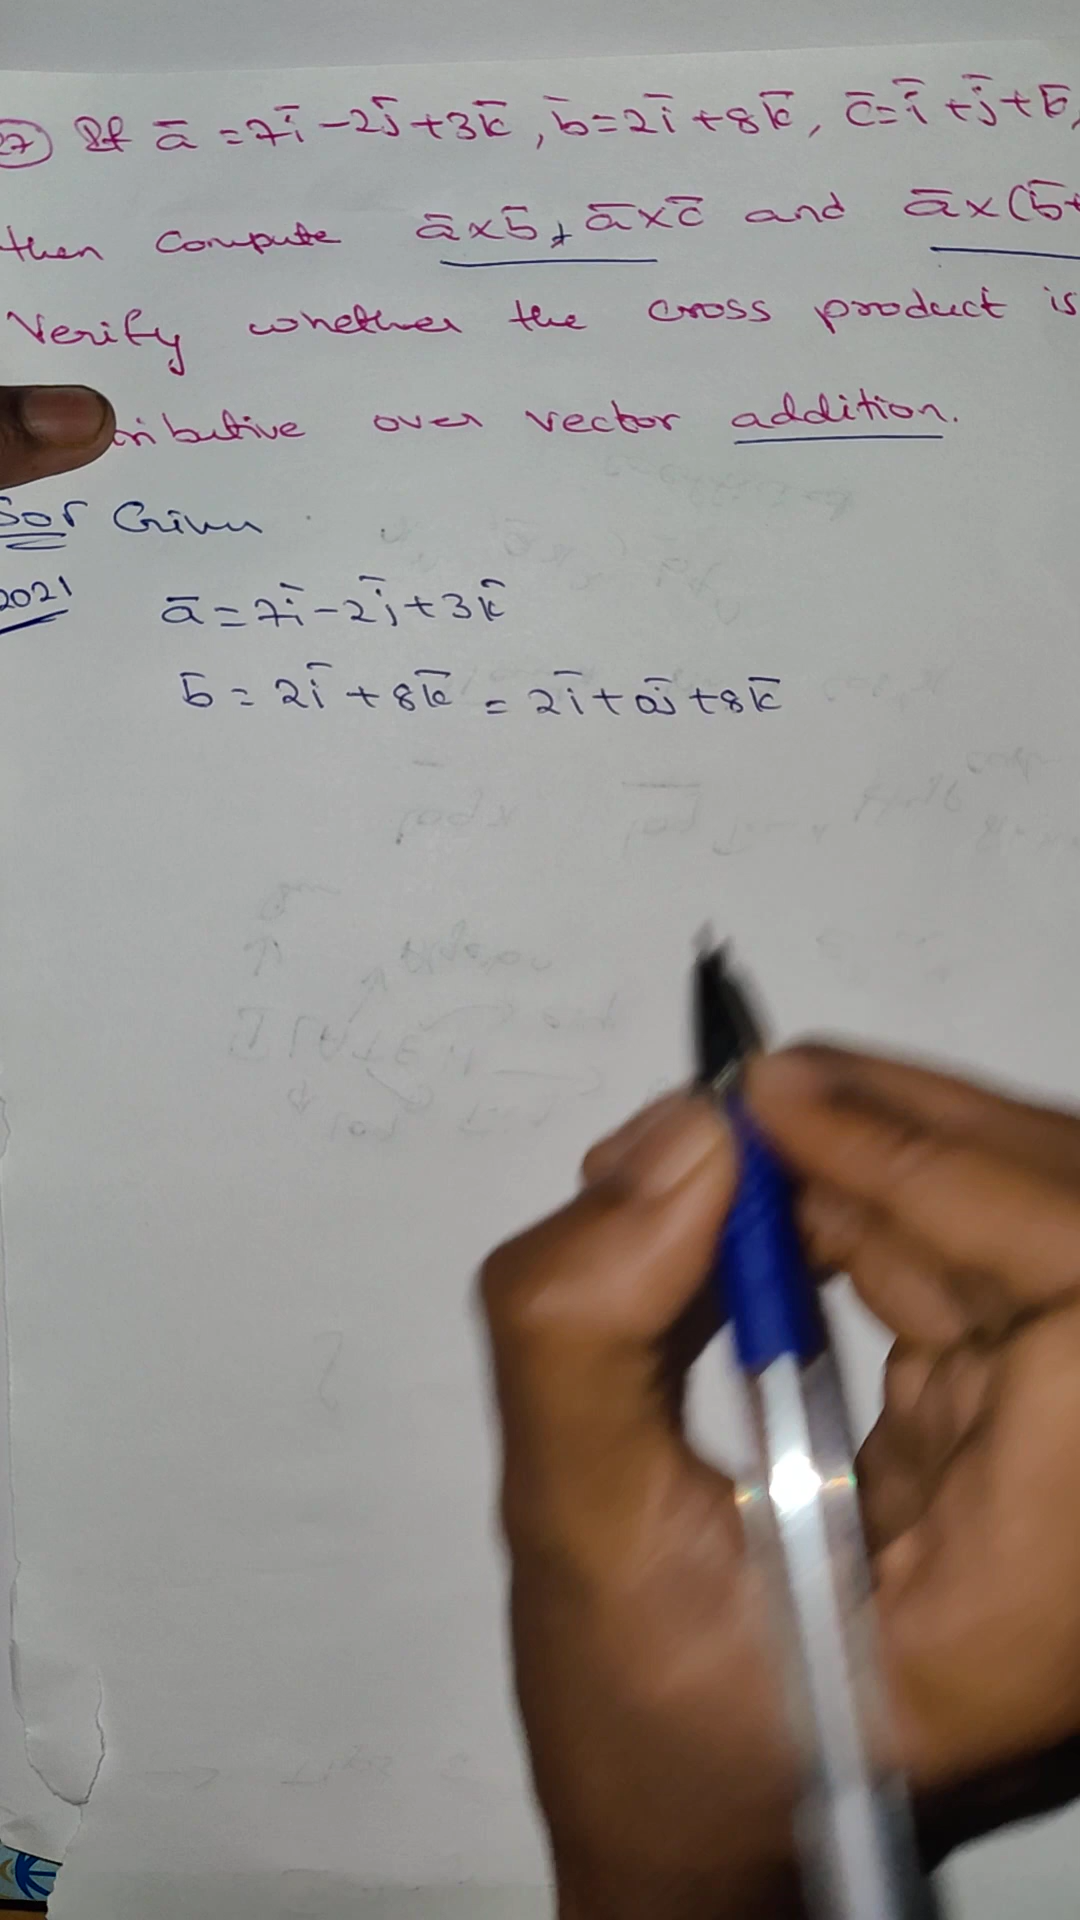 27 If ā = 7ī - 2j̄ + 3k̄, b̄ = 2ī + 8k̄, c̄ = ī + j̄ + k̄,
then compute ā×b̄, ā×c̄ and ā×(b̄+
Verify whether the cross product is
ributive over vector addition.
Sol Given
2021 ā = 7ī - 2j̄ + 3k̄
b̄ = 2ī + 8k̄ = 2ī + 0j̄ + 8k̄